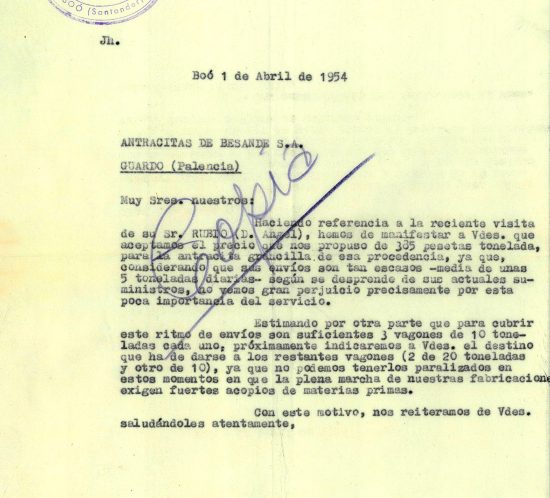 BOÓ (Santander)
Jh.
Boó 1 de Abril de 1954
ANTRACITAS DE BESANDE S.A.
GUARDO (Palencia)
Copia
Muy Sres. nuestros:
Haciendo referencia a la reciente visita
de su Sr. RUBIO (D. Angel), hemos de manifestar a Vdes. que
aceptamos el precio que nos propuso de 385 pesetas tonelada,
para la antracita grancilla de esa procedencia, ya que,
considerando que sus envíos son tan escasos -media de unas
5 toneladas diarias- según se desprende de sus actuales su-
ministros, no vemos gran perjuicio precisamente por esta
poca importancia del servicio.
Estimando por otra parte que para cubrir
este ritmo de envíos son suficientes 3 vagones de 10 tone-
ladas cada uno, próximamente indicaremos a Vdes. el destino
que ha de darse a los restantes vagones (2 de 20 toneladas
y otro de 10), ya que no podemos tenerlos paralizados en
estos momentos en que la plena marcha de nuestras fabricacione
exigen fuertes acopios de materias primas.
Con este motivo, nos reiteramos de Vdes.
saludándoles atentamente,